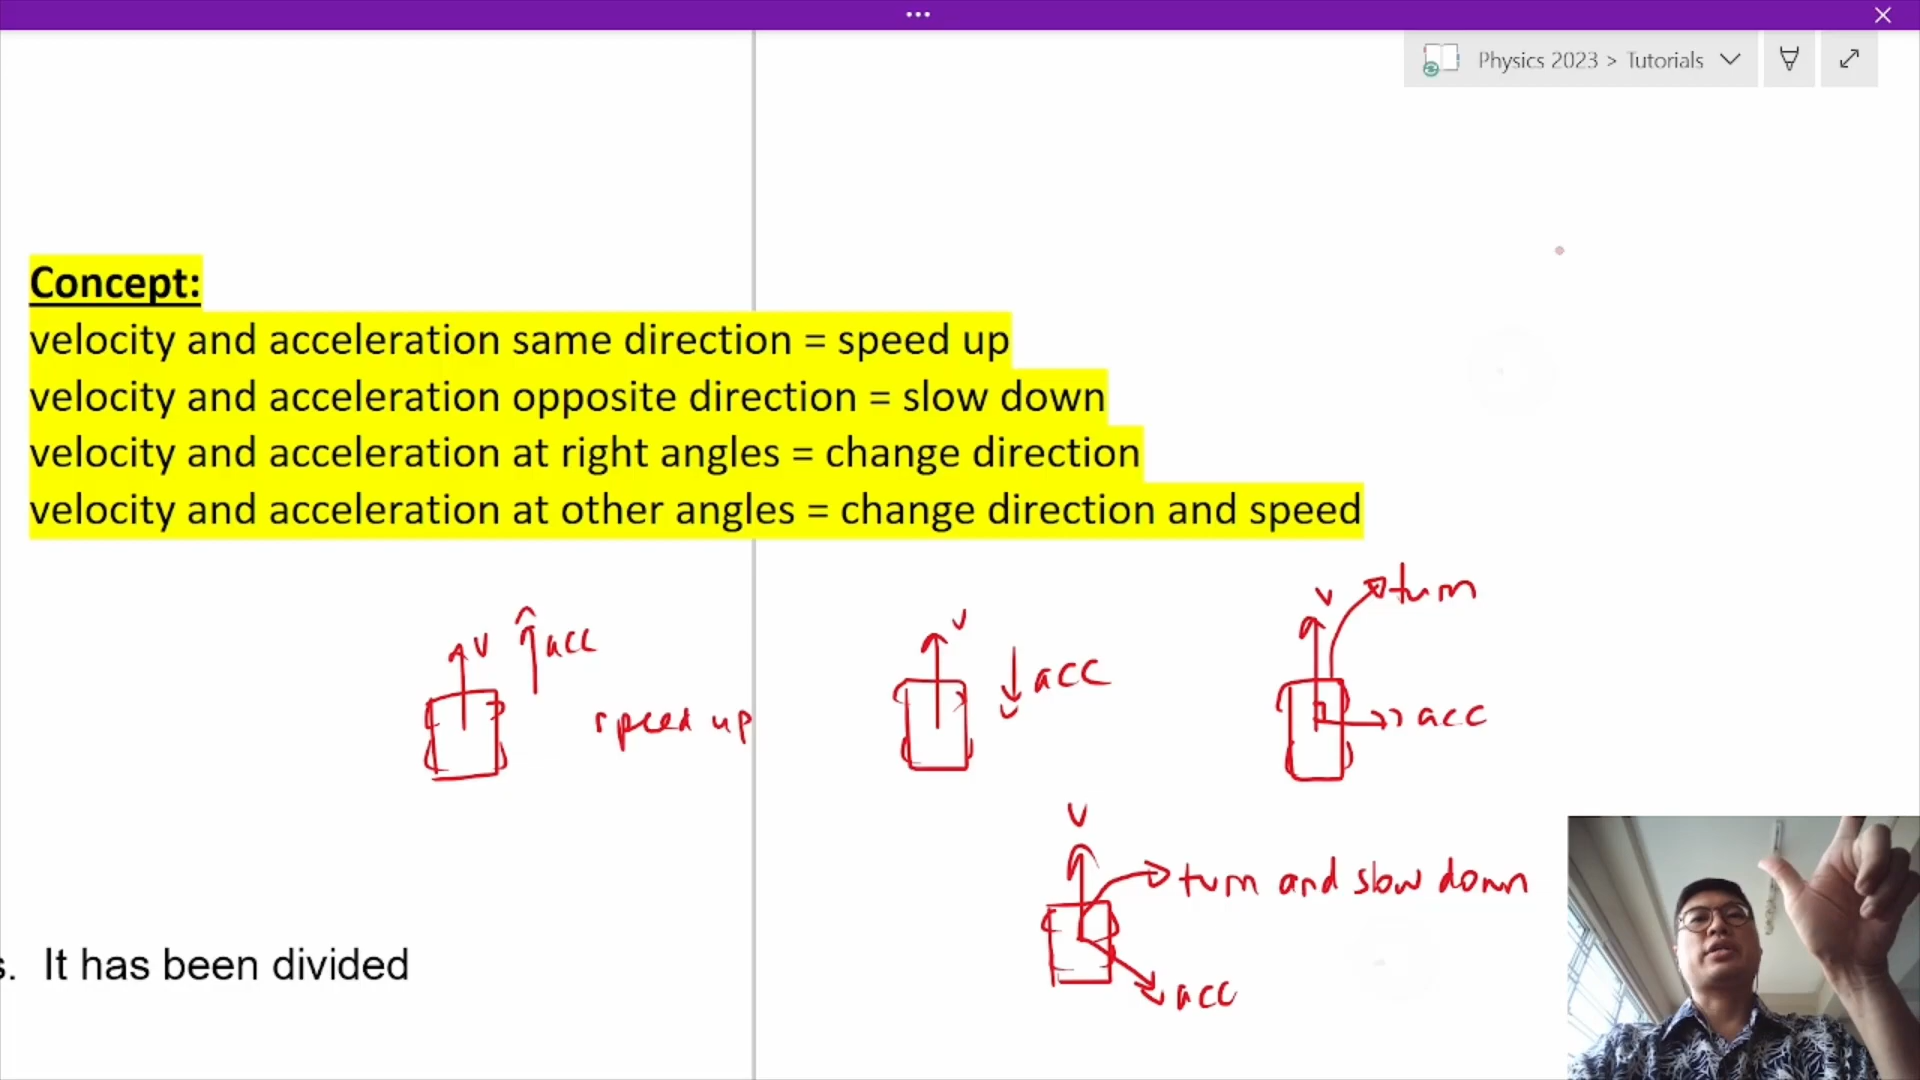 Physics 2023 > Tutorials
Concept:
velocity and acceleration same direction = speed up
velocity and acceleration opposite direction = slow down
velocity and acceleration at right angles = change direction
velocity and acceleration at other angles = change direction and speed
v acc
speed up
v
acc
v turn
acc
v
turn and slow down
acc
s. It has been divided